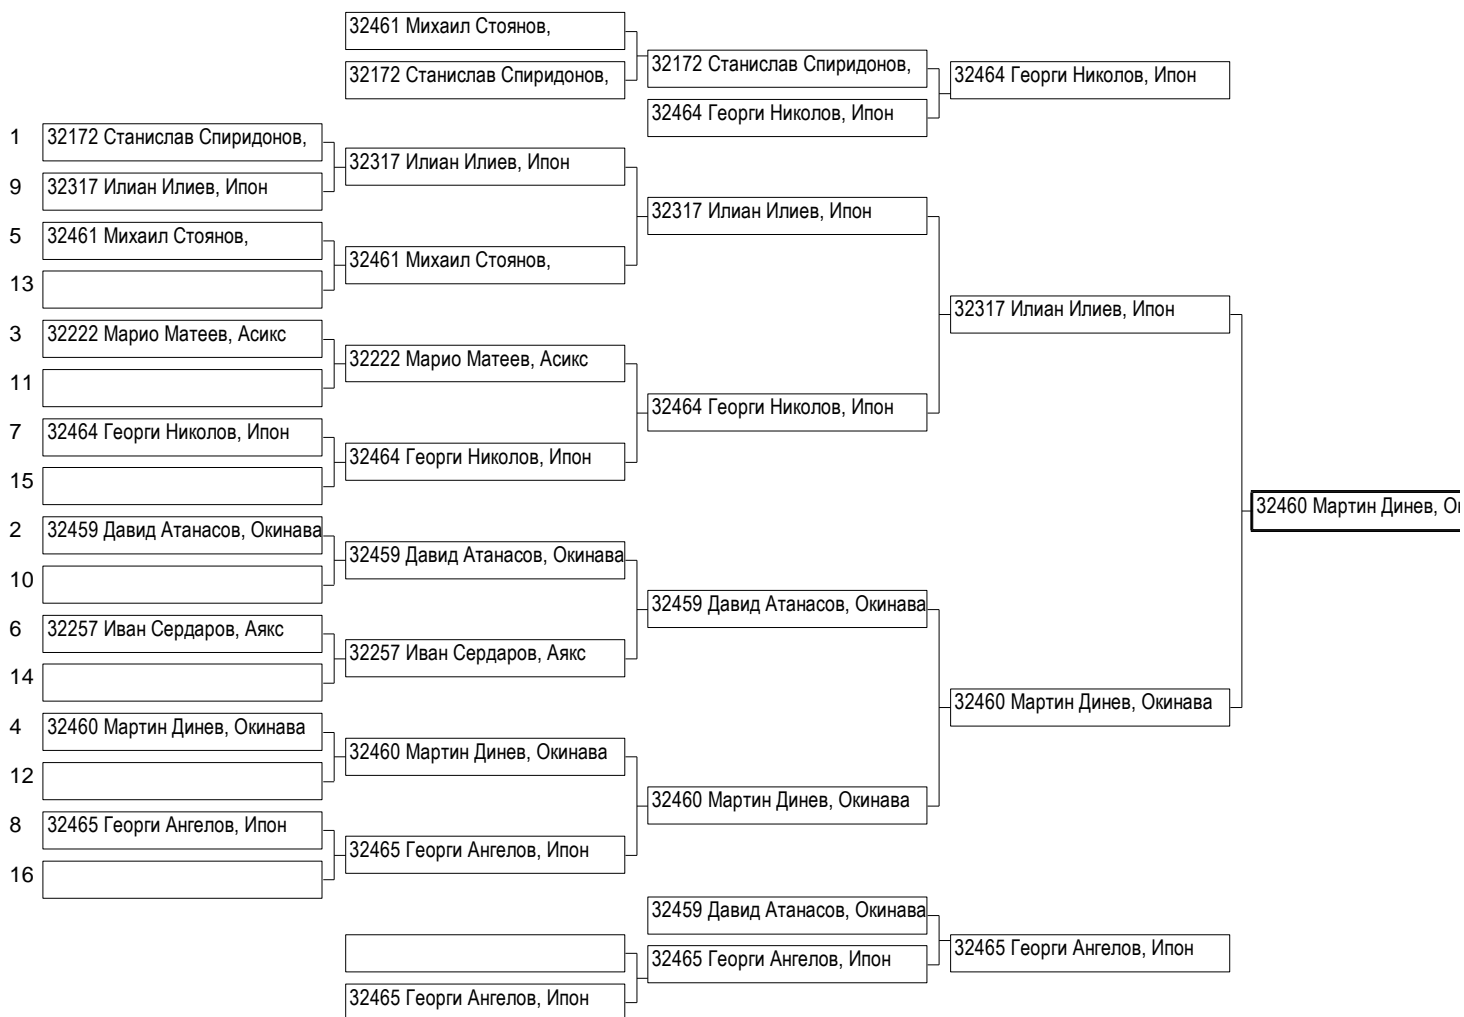 32461 Михаил Стоянов,
32172 Станислав Спиридонов,
32172 Станислав Спиридонов,
32464 Георги Николов, Ипон
32464 Георги Николов, Ипон
1 32172 Станислав Спиридонов,
9 32317 Илиан Илиев, Ипон
5 32461 Михаил Стоянов,
13
3 32222 Марио Матеев, Асикс
11
7 32464 Георги Николов, Ипон
15
2 32459 Давид Атанасов, Окинава
10
6 32257 Иван Сердаров, Аякс
14
4 32460 Мартин Динев, Окинава
12
8 32465 Георги Ангелов, Ипон
16
32317 Илиан Илиев, Ипон
32461 Михаил Стоянов,
32222 Марио Матеев, Асикс
32464 Георги Николов, Ипон
32459 Давид Атанасов, Окинава
32257 Иван Сердаров, Аякс
32460 Мартин Динев, Окинава
32465 Георги Ангелов, Ипон
32317 Илиан Илиев, Ипон
32464 Георги Николов, Ипон
32459 Давид Атанасов, Окинава
32460 Мартин Динев, Окинава
32317 Илиан Илиев, Ипон
32460 Мартин Динев, Окинава
32460 Мартин Динев,
32465 Георги Ангелов, Ипон
32459 Давид Атанасов, Окинава
32465 Георги Ангелов, Ипон
32465 Георги Ангелов, Ипон